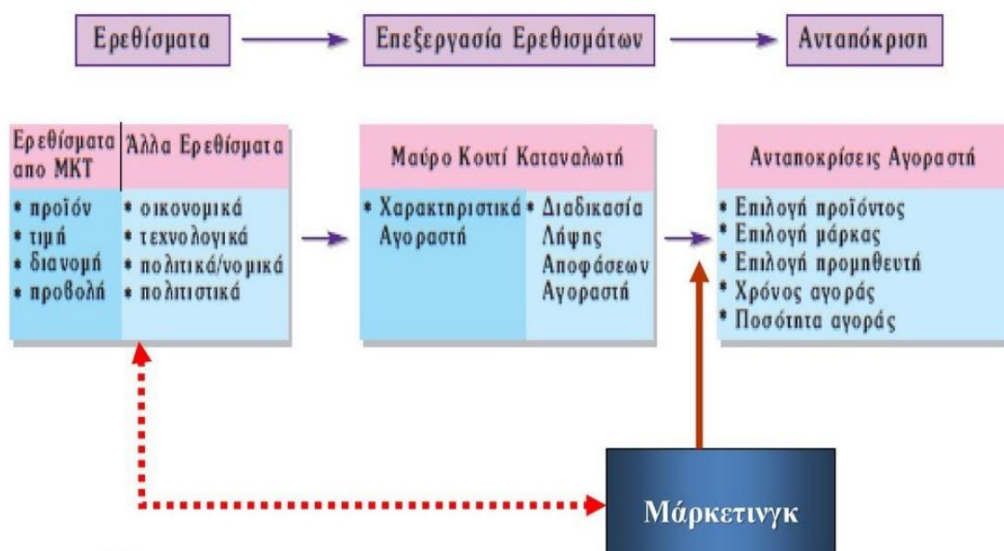 Ερεθίσματα
Επεξεργασία Ερεθισμάτων
Ανταπόκριση
Ερεθίσματα
απο ΜΚΤ
Άλλα Ερεθίσματα
* προϊόν
* τιμή
* διανομή
* προβολή
* οικονομικά
* τεχνολογικά
* πολιτικά/νομικά
* πολιτιστικά
Μαύρο Κουτί Καταναλωτή
* Χαρακτηριστικά
Αγοραστή
* Διαδικασία
Λήψης
Αποφάσεων
Αγοραστή
Ανταποκρίσεις Αγοραστή
* Επιλογή προϊόντος
* Επιλογή μάρκας
* Επιλογή προμηθευτή
* Χρόνος αγοράς
* Ποσότητα αγοράς
Μάρκετινγκ